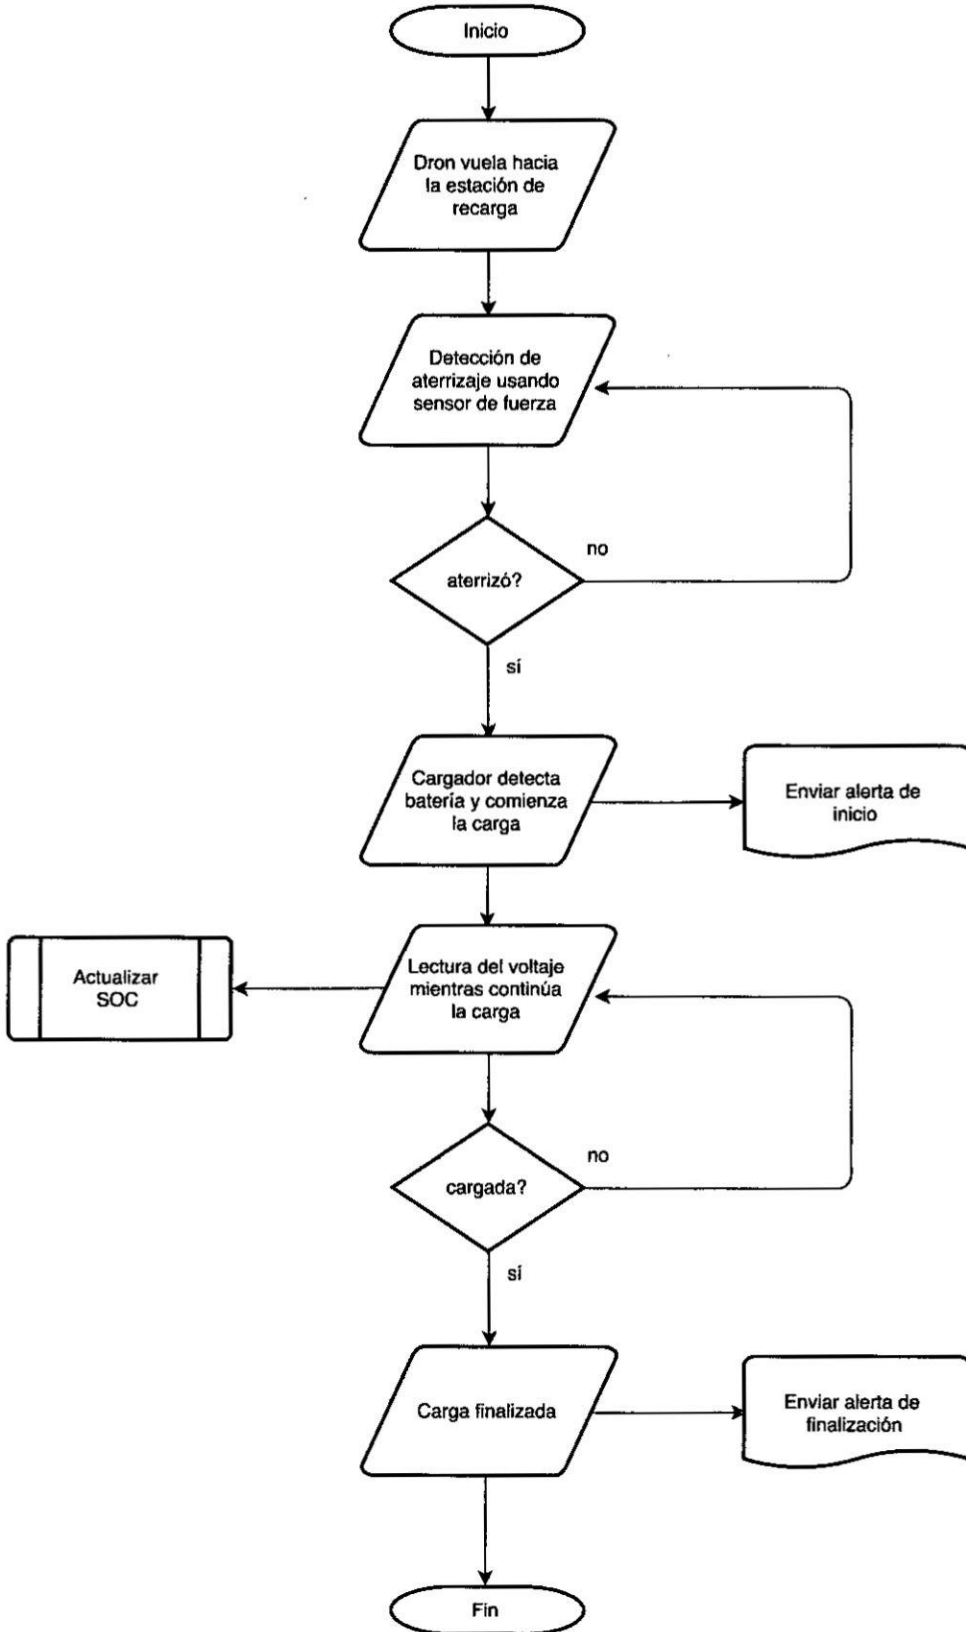 Inicio
Dron vuela hacia
la estación de
recarga
Detección de
aterrizaje usando
sensor de fuerza
no
aterrizó?
sí
Cargador detecta
batería y comienza
la carga
Enviar alerta de
inicio
Actualizar
SOC
Lectura del voltaje
mientras continúa
la carga
no
cargada?
sí
Carga finalizada
Enviar alerta de
finalización
Fin